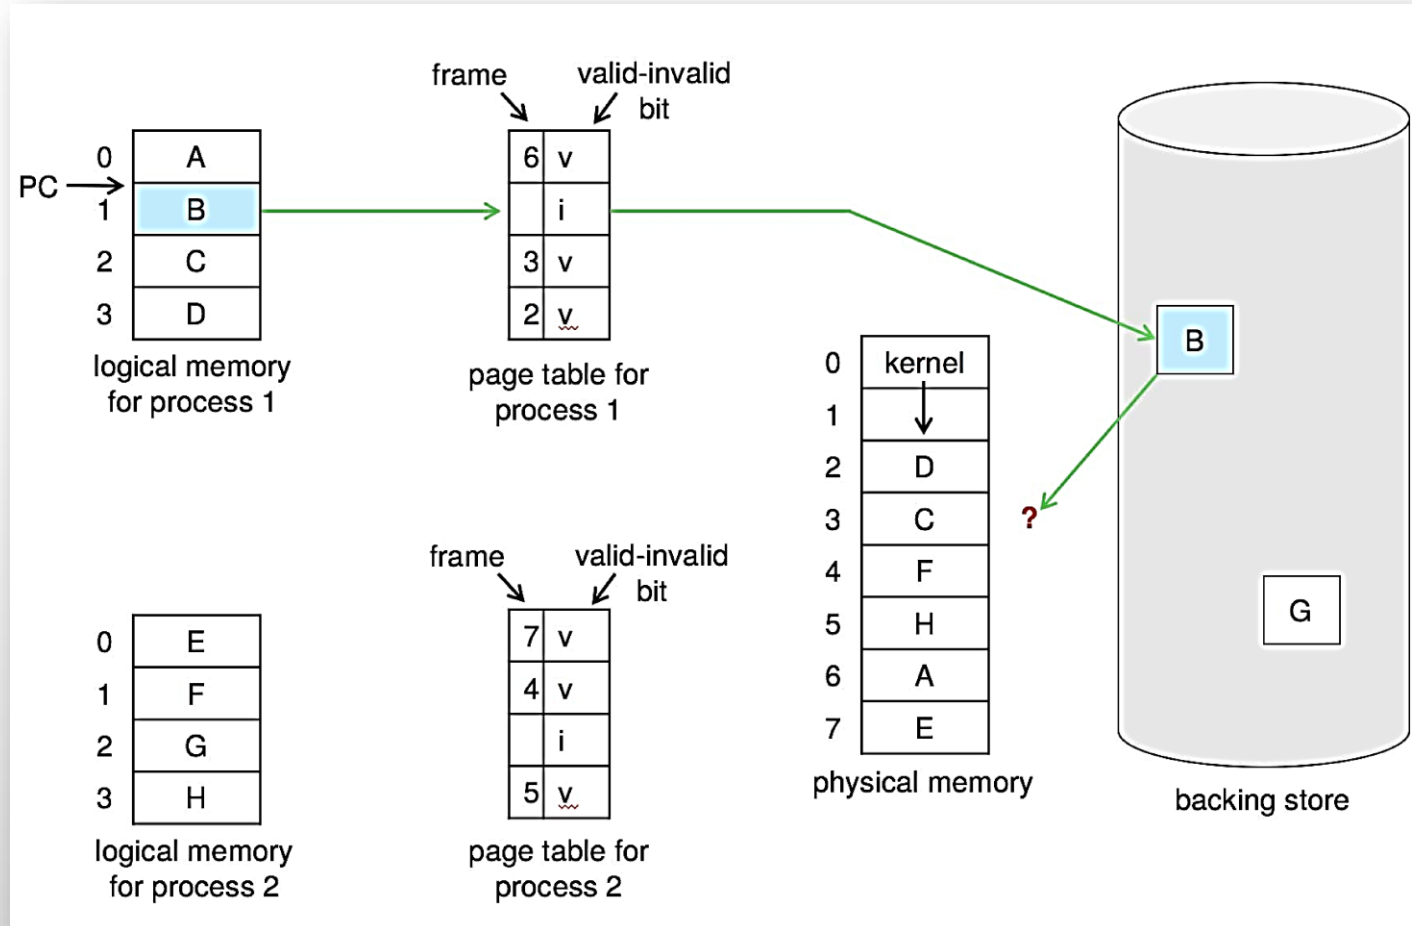 frame
valid-invalid
bit
0 A
PC
1 B
2 C
3 D
6 v
i
3 v
2 v
logical memory
for process 1
page table for
process 1
B
?
G
backing store
0 kernel
1
2 D
3 C
4 F
5 H
6 A
7 E
physical memory
frame
valid-invalid
bit
0 E
1 F
2 G
3 H
7 v
4 v
i
5 v
logical memory
for process 2
page table for
process 2